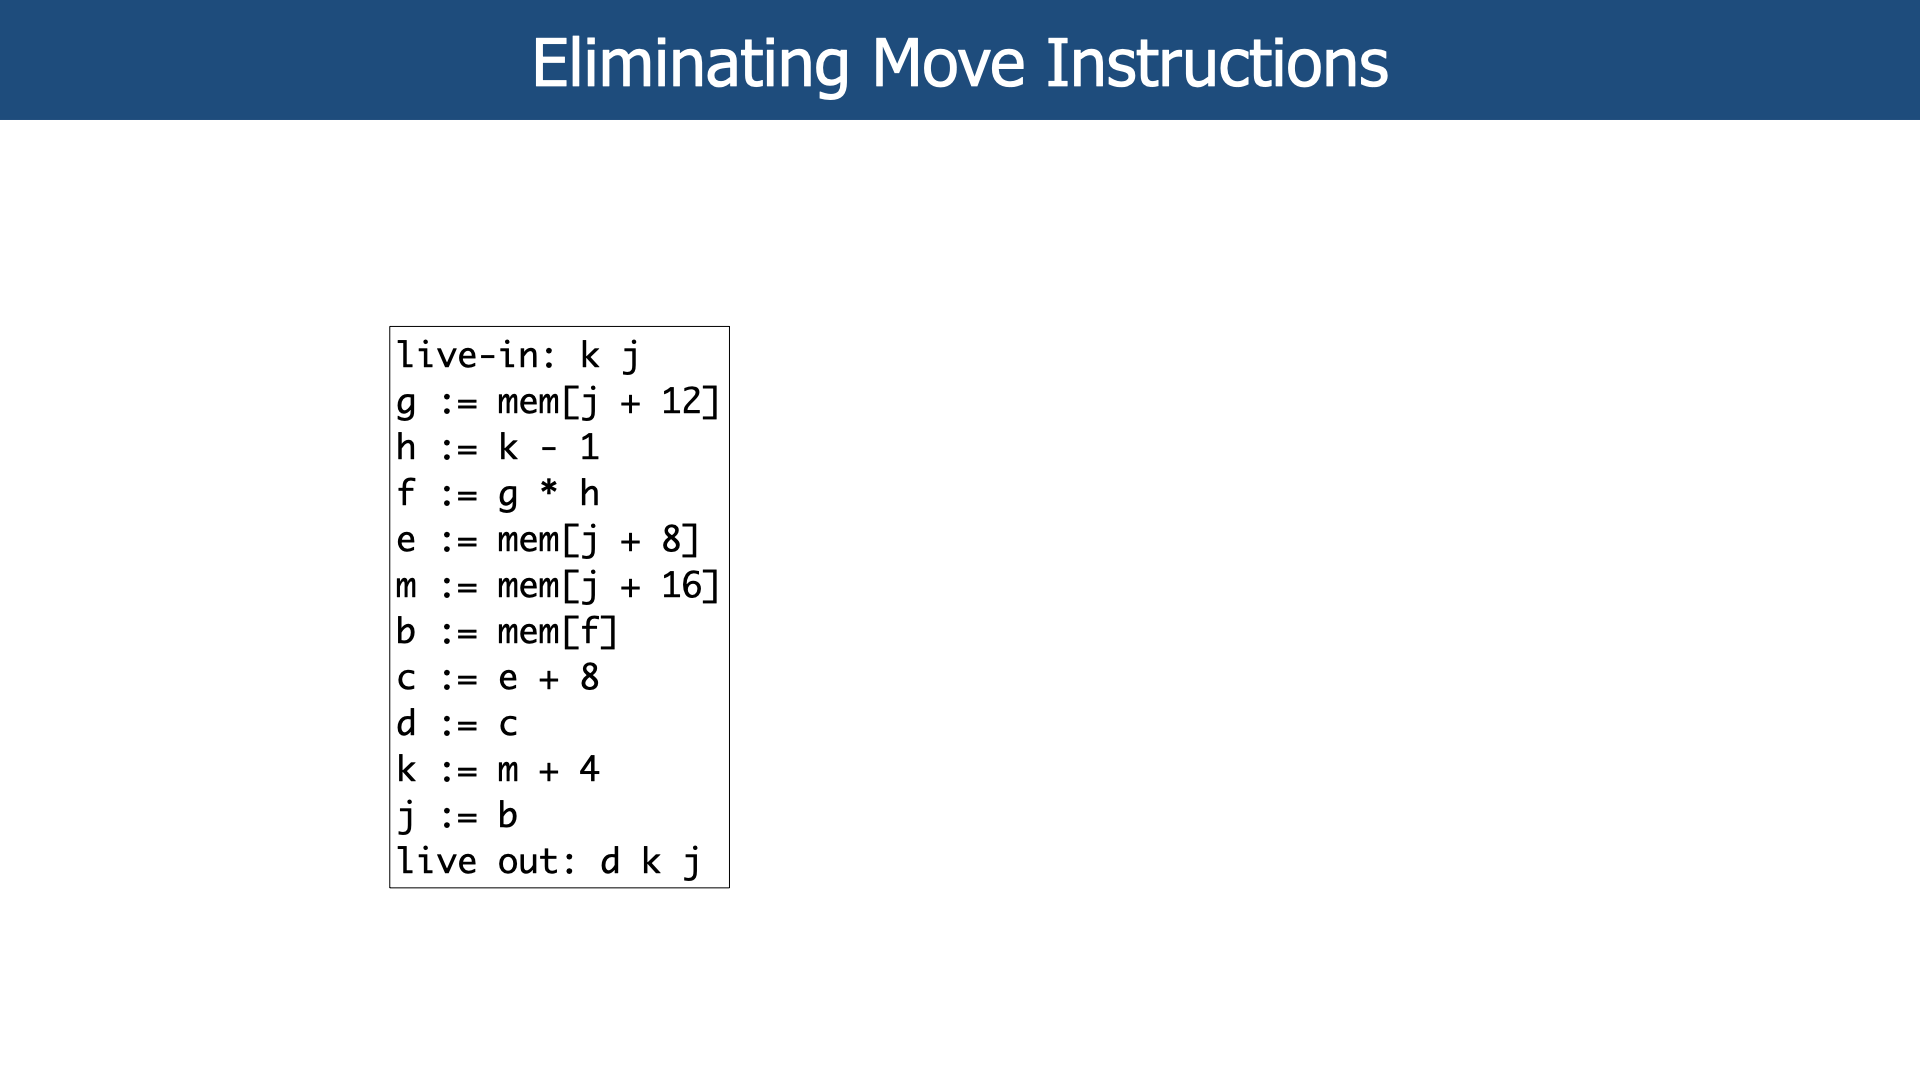 Eliminating Move Instructions
live-in: k j
g := mem[j + 12]
h := k - 1
f := g * h
e := mem[j + 8]
m := mem[j + 16]
b := mem[f]
c := e + 8
d := c
k := m + 4
j := b
live out: d k j